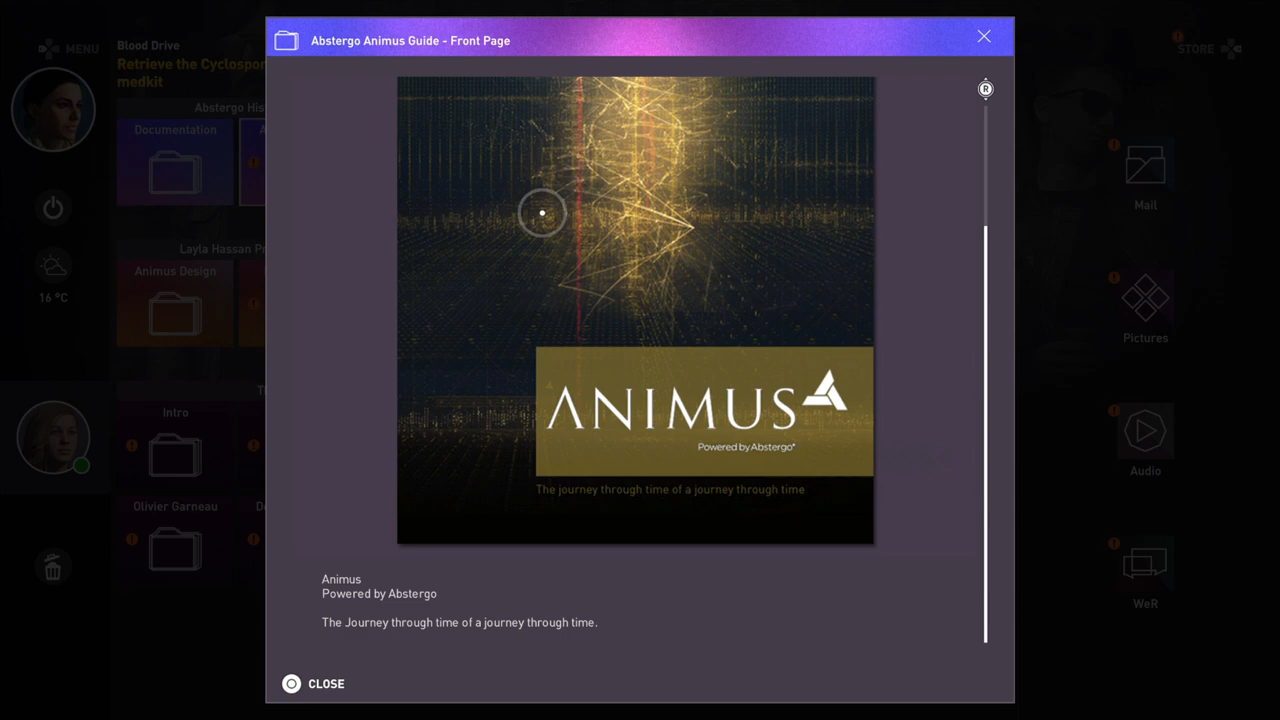 Abstergo Animus Guide - Front Page
MENU
Blood Drive
Retrieve the Cyclospor
medkit
STORE
Abstergo His
Documentation
A
R
Mail
Layla Hassan Pr
Animus Design
16 °C
Pictures
ANIMUS
Powered by Abstergo*
The journey through time of a journey through time
T
Intro
Audio
Olivier Garneau
D
Animus
Powered by Abstergo
The Journey through time of a journey through time.
WeR
CLOSE